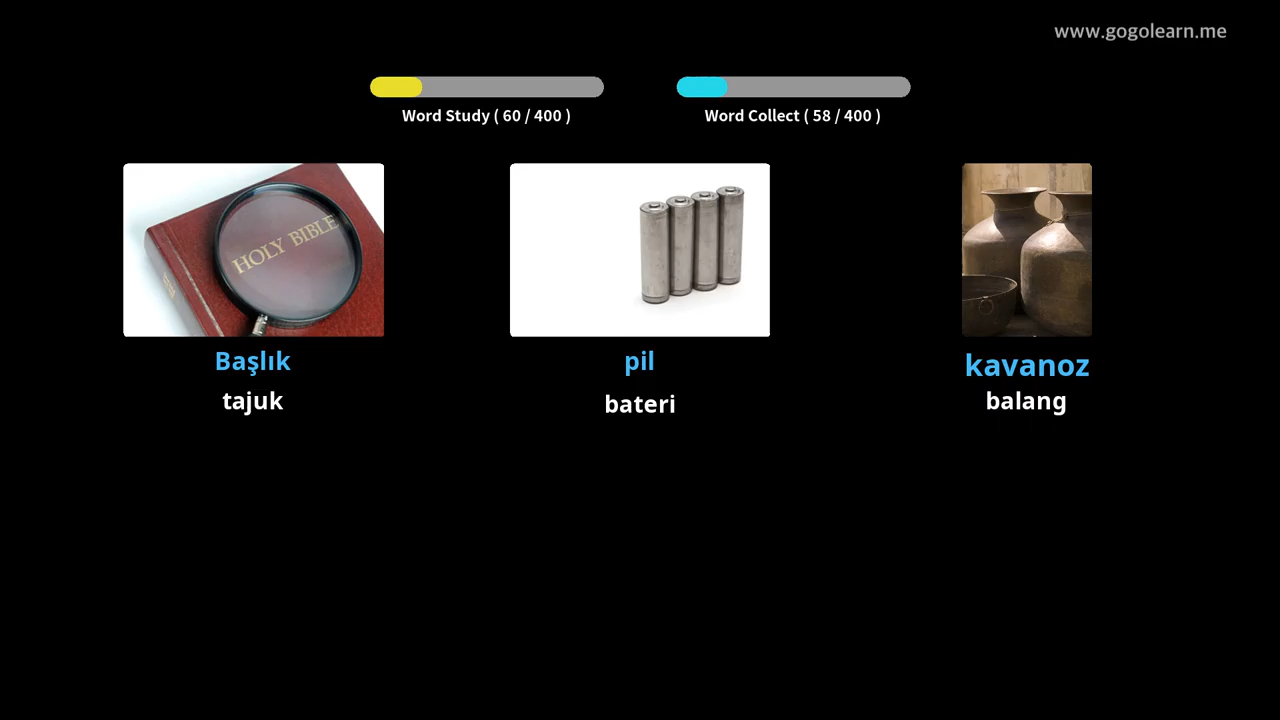 www.gogolearn.me
Word Study ( 60 / 400 )
Word Collect ( 58 / 400 )
HOLY BIBLE
Başlık
tajuk
pil
bateri
kavanoz
balang